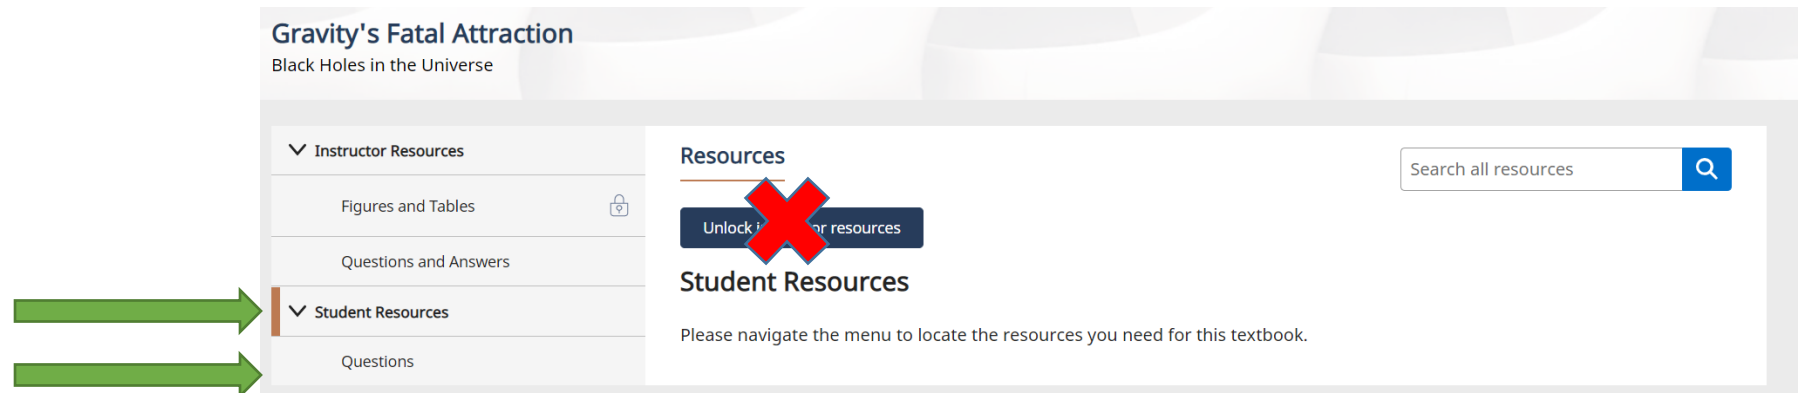 Gravity's Fatal Attraction
Black Holes in the Universe
Instructor Resources
Figures and Tables
Questions and Answers
Student Resources
Questions
Resources
Search all resources
Unlock or resources
Student Resources
Please navigate the menu to locate the resources you need for this textbook.